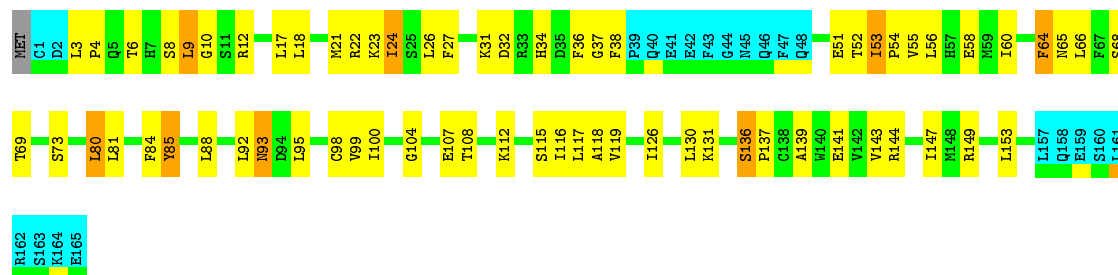 MET C1 D2 L3 P4 Q5 T6 H7 S8 L9 G10 S11 R12 L17 L18 M21 R22 K23 I24 S25 L26 F27 K31 D32 R33 H34 D35 F36 G37 F38 P39 Q40 E41 E42 F43 G44 N45 Q46 F47 Q48 E51 T52 I53 P54 V55 L56 H57 E58 M59 I60 F64 N65 L66 F67 S68
T69 S73 L80 L81 F84 Y85 L88 L92 N93 D94 L95 C98 V99 I100 G104 E107 T108 K112 S115 I116 L117 A118 V119 I126 L130 K131 S136 P137 C138 A139 W140 E141 V142 V143 R144 I147 M148 R149 L153 L157 Q158 E159 S160 L161
R162 S163 K164 E165